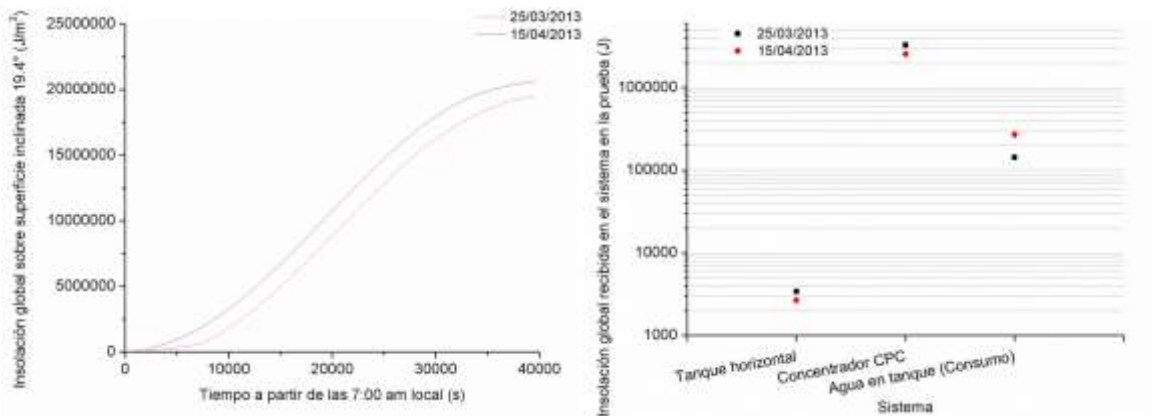 Insolación global sobre superficie inclinada 19.4° (J/m²)
25000000
20000000
15000000
10000000
5000000
0
25/03/2013
15/04/2013
0
10000
20000
30000
40000
Tiempo a partir de las 7:00 am local (s)
Insolación global recibida en el sistema en la prueba (J)
1000000
100000
10000
1000
25/03/2013
15/04/2013
Tanque horizontal
Concentrador CPC
Agua en tanque (Consumo)
Sistema